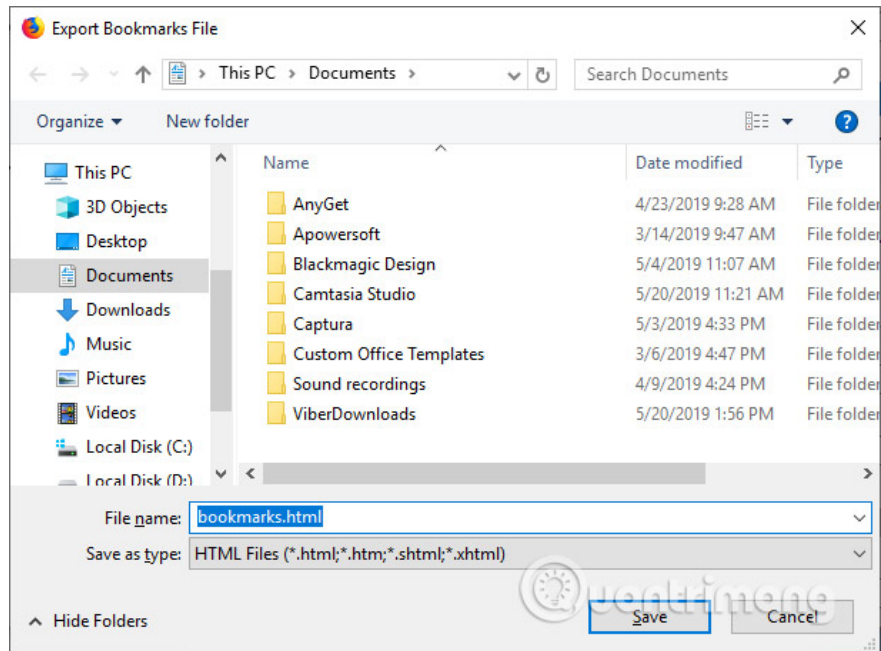 Export Bookmarks File
This PC > Documents >
Search Documents
Organize
New folder
?
Name Date modified Type
This PC
3D Objects
Desktop
Documents
Downloads
Music
Pictures
Videos
Local Disk (C:)
Local Disk (D:)
AnyGet 4/23/2019 9:28 AM File folder
Apowersoft 3/14/2019 9:47 AM File folder
Blackmagic Design 5/4/2019 11:07 AM File folder
Camtasia Studio 5/20/2019 11:21 AM File folder
Captura 5/3/2019 4:33 PM File folder
Custom Office Templates 3/6/2019 4:47 PM File folder
Sound recordings 4/9/2019 4:24 PM File folder
ViberDownloads 5/20/2019 1:56 PM File folder
File name: bookmarks.html
Save as type: HTML Files (*.html;*.htm;*.shtml;*.xhtml)
Quantrimang
Hide Folders
Save
Cancel